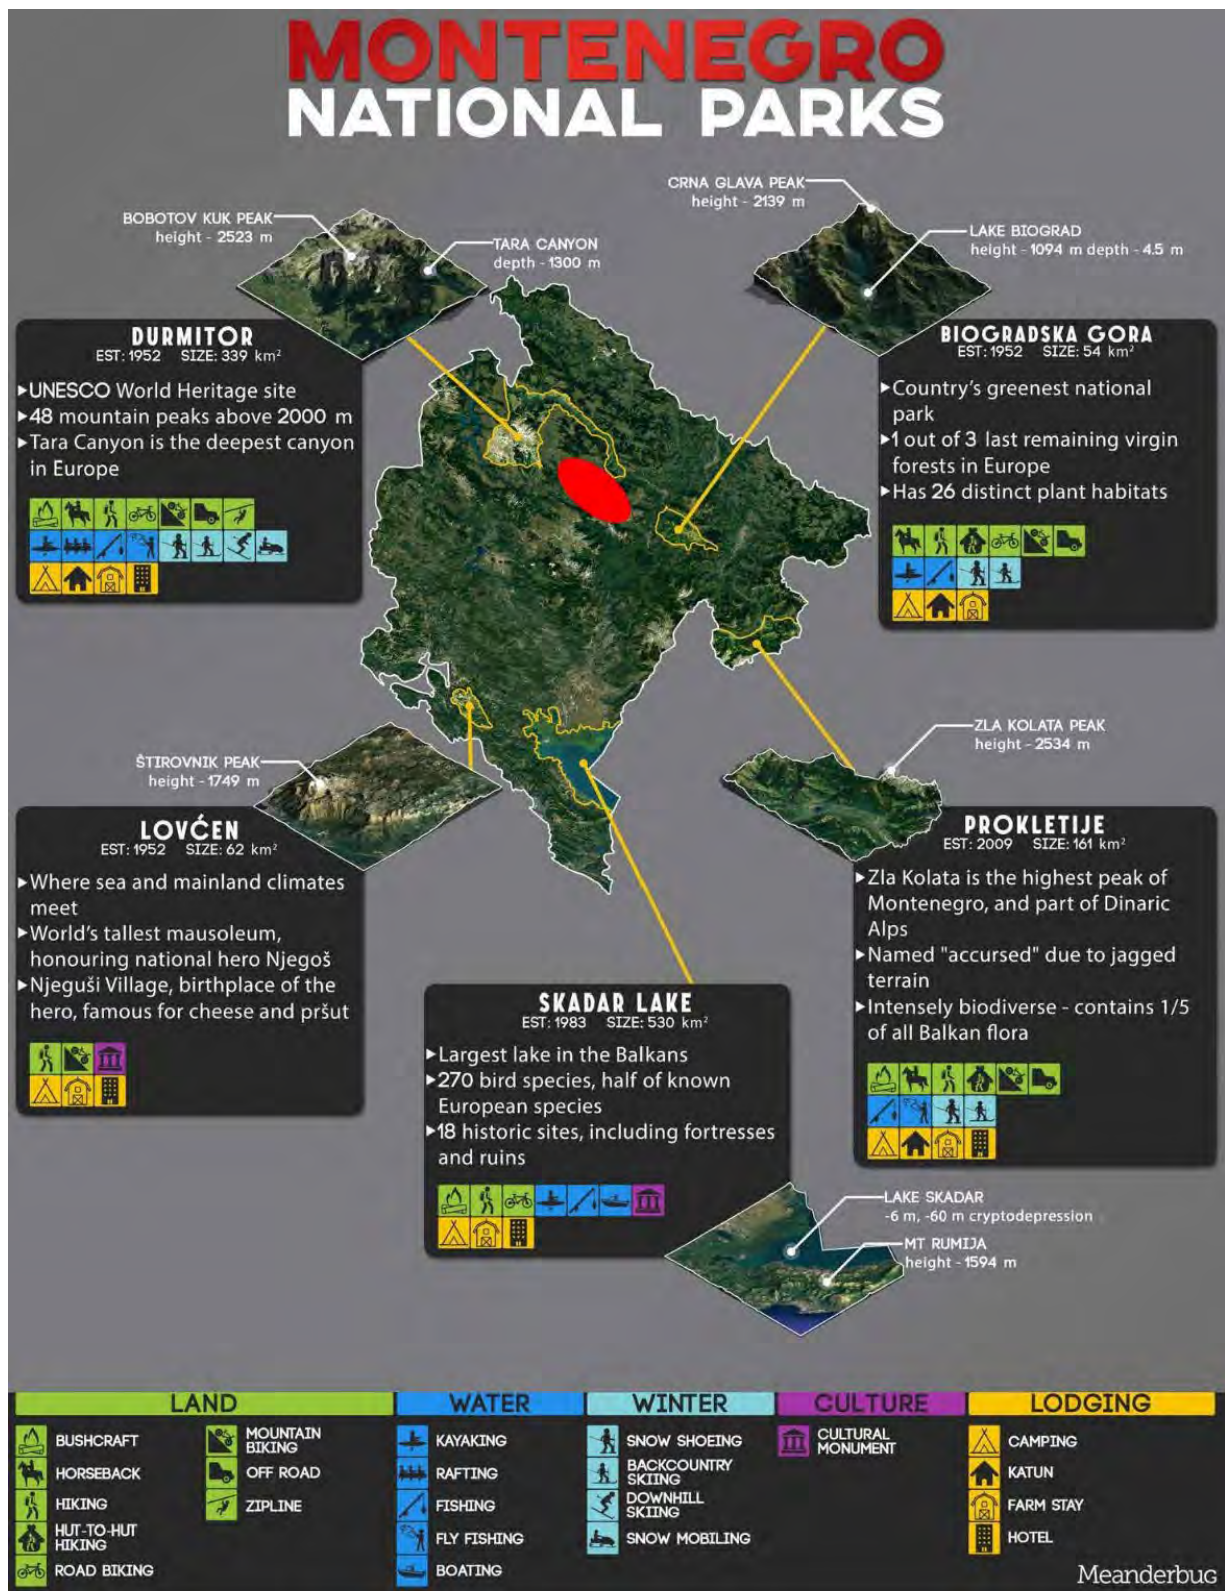 MONTENEGRO
NATIONAL PARKS
CRNA GLAVA PEAK
height - 2139 m
BOBOTOV KUK PEAK
height - 2523 m
TARA CANYON
depth - 1300 m
LAKE BIOGRAD
height - 1094 m depth - 4.5 m
DURMITOR
EST: 1952 SIZE: 339 km²
▶UNESCO World Heritage site
▶48 mountain peaks above 2000 m
▶Tara Canyon is the deepest canyon
in Europe
BIOGRADSKA GORA
EST: 1952 SIZE: 54 km²
▶Country's greenest national
park
▶1 out of 3 last remaining virgin
forests in Europe
▶Has 26 distinct plant habitats
ŠTIROVNIK PEAK
height - 1749 m
ZLA KOLATA PEAK
height - 2534 m
LOVĆEN
EST: 1952 SIZE: 62 km²
▶Where sea and mainland climates
meet
▶World's tallest mausoleum,
honouring national hero Njegoš
▶Njeguši Village, birthplace of the
hero, famous for cheese and pršut
PROKLETIJE
EST: 2009 SIZE: 161 km²
▶Zla Kolata is the highest peak of
Montenegro, and part of Dinaric
Alps
▶Named "accursed" due to jagged
terrain
▶Intensely biodiverse - contains 1/5
of all Balkan flora
SKADAR LAKE
EST: 1983 SIZE: 530 km²
▶Largest lake in the Balkans
▶270 bird species, half of known
European species
▶18 historic sites, including fortresses
and ruins
LAKE SKADAR
-6 m, -60 m cryptodepression
MT RUMIJA
height - 1594 m
LAND
BUSHCRAFT
HORSEBACK
HIKING
HUT-TO-HUT
HIKING
ROAD BIKING
MOUNTAIN
BIKING
OFF ROAD
ZIPLINE
WATER
KAYAKING
RAFTING
FISHING
FLY FISHING
BOATING
WINTER
SNOW SHOEING
BACKCOUNTRY
SKIING
DOWNHILL
SKIING
SNOW MOBILING
CULTURE
CULTURAL
MONUMENT
LODGING
CAMPING
KATUN
FARM STAY
HOTEL
Meanderbug